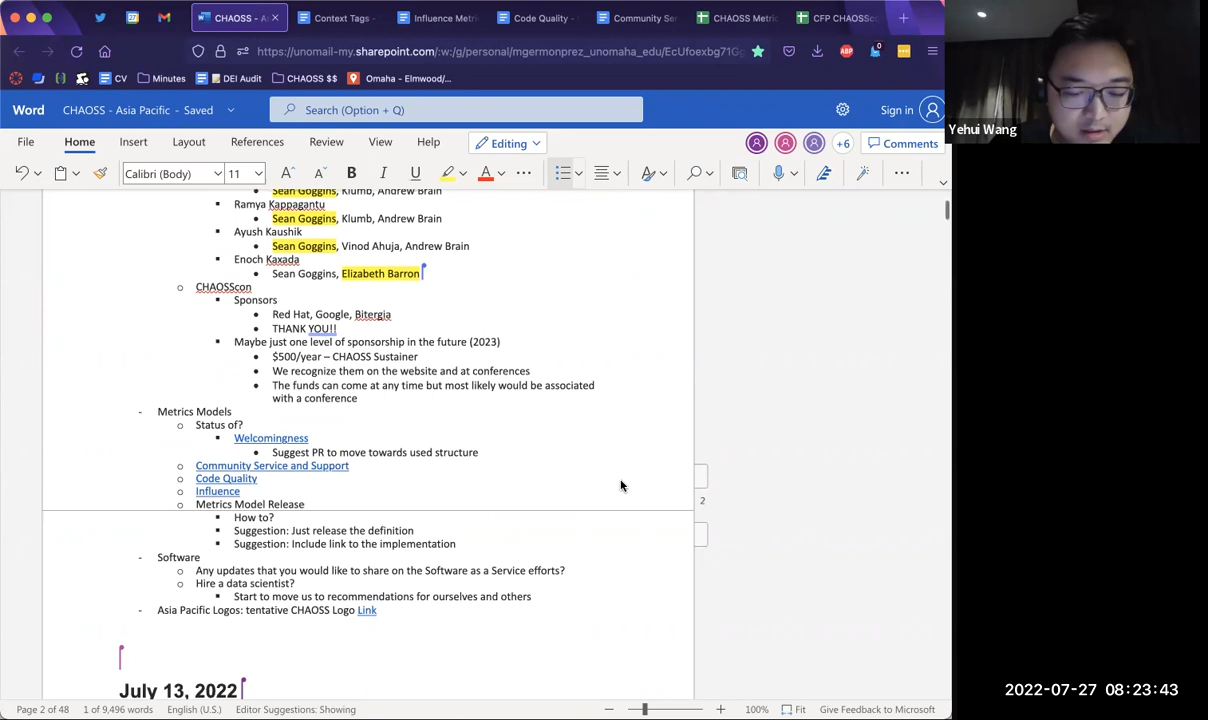 CHAOSS - A
Context Tags -
Influence Metri
Code Quality -
Community Ser
CHAOSS Metric
CFP CHAOSSco
https://unomail-my.sharepoint.com/:w:/g/personal/mgermonprez_unomaha_edu/EcUfoexbg71G
ABP
0
CV
Minutes
DEI Audit
CHAOSS $$
Omaha - Elmwood/...
Word
CHAOSS - Asia Pacific - Saved
Search (Option + Q)
Sign in
Yehui Wang
File
Home
Insert
Layout
References
Review
View
Help
Editing
+6
Comments
Calibri (Body)
11
Sean Goggins, Klumb, Andrew Brain
Ramya Kappagantu
Sean Goggins, Klumb, Andrew Brain
Ayush Kaushik
Sean Goggins, Vinod Ahuja, Andrew Brain
Enoch Kaxada
Sean Goggins, Elizabeth Barron
CHAOSScon
Sponsors
Red Hat, Google, Bitergia
THANK YOU!!
Maybe just one level of sponsorship in the future (2023)
$500/year – CHAOSS Sustainer
We recognize them on the website and at conferences
The funds can come at any time but most likely would be associated
with a conference
- Metrics Models
Status of?
Welcomingness
Suggest PR to move towards used structure
Community Service and Support
Code Quality
Influence
Metrics Model Release
2
How to?
Suggestion: Just release the definition
Suggestion: Include link to the implementation
- Software
Any updates that you would like to share on the Software as a Service efforts?
Hire a data scientist?
Start to move us to recommendations for ourselves and others
- Asia Pacific Logos: tentative CHAOSS Logo Link
July 13, 2022
2022-07-27 08:23:43
Page 2 of 48
1 of 9,496 words
English (U.S.)
Editor Suggestions: Showing
100%
Fit
Give Feedback to Microsoft